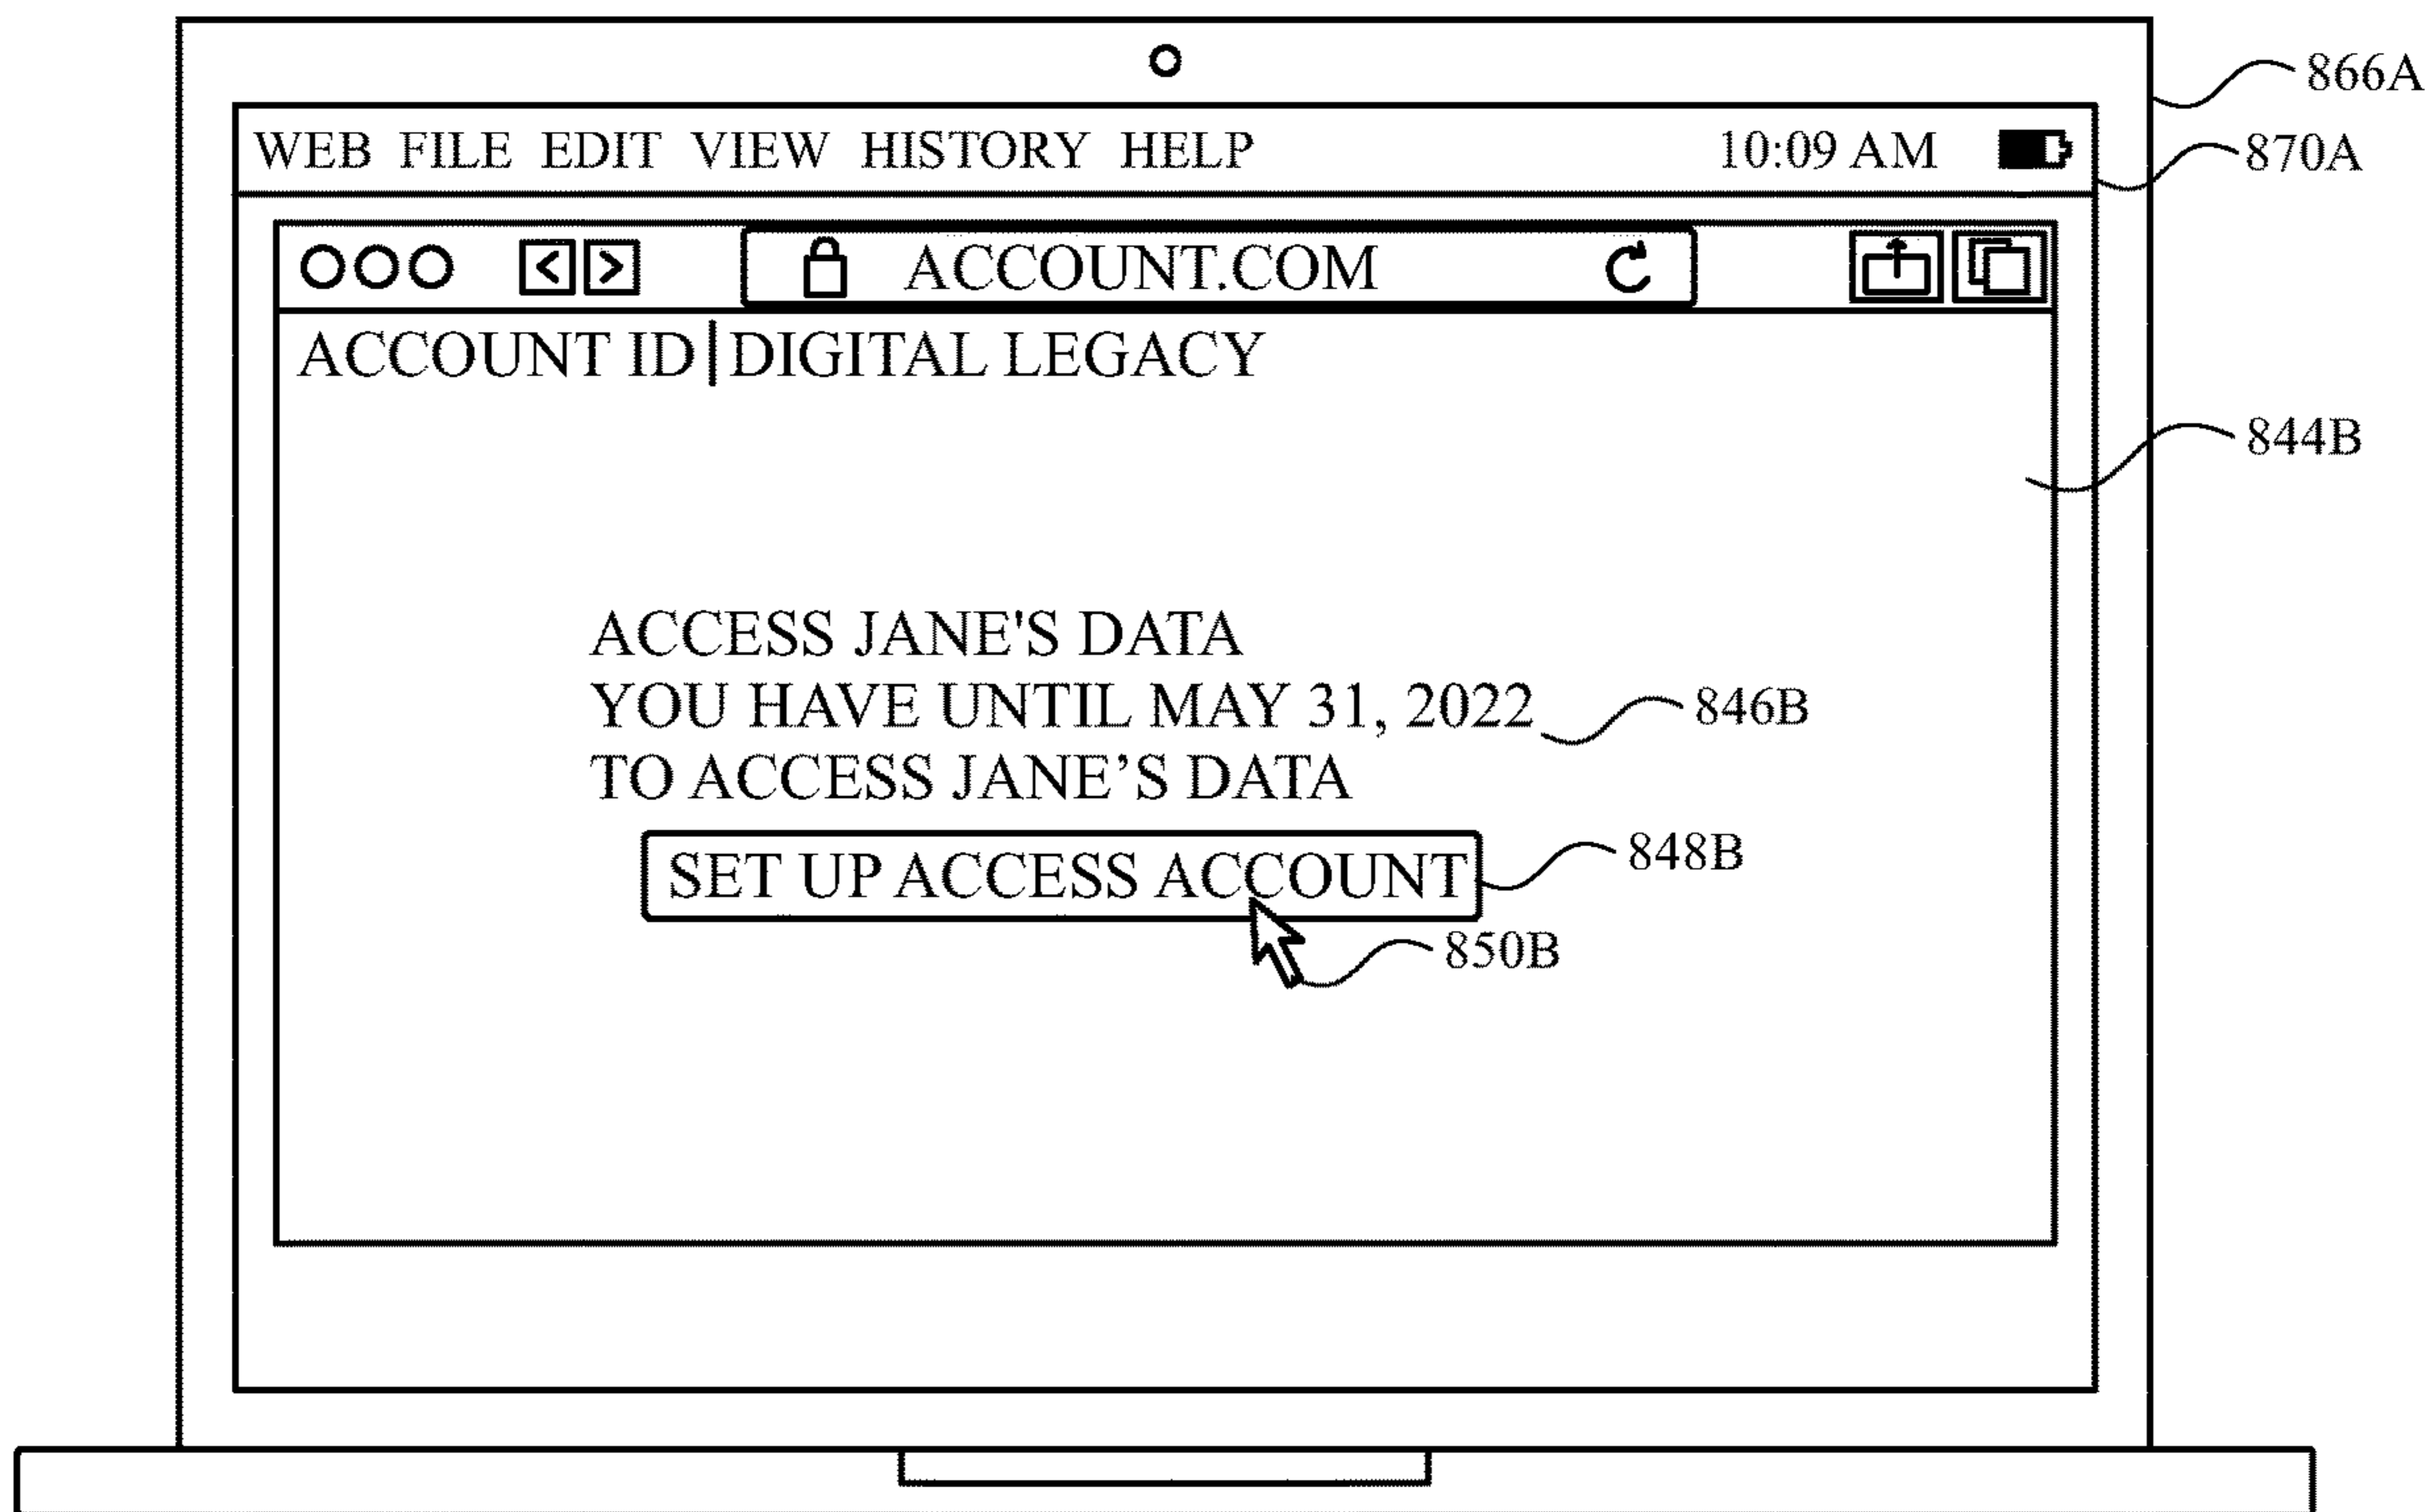 866A
WEB FILE EDIT VIEW HISTORY HELP 10:09 AM
870A
ACCOUNT.COM
ACCOUNT ID | DIGITAL LEGACY
844B
ACCESS JANE'S DATA
YOU HAVE UNTIL MAY 31, 2022
846B
TO ACCESS JANE’S DATA
SET UP ACCESS ACCOUNT
848B
850B